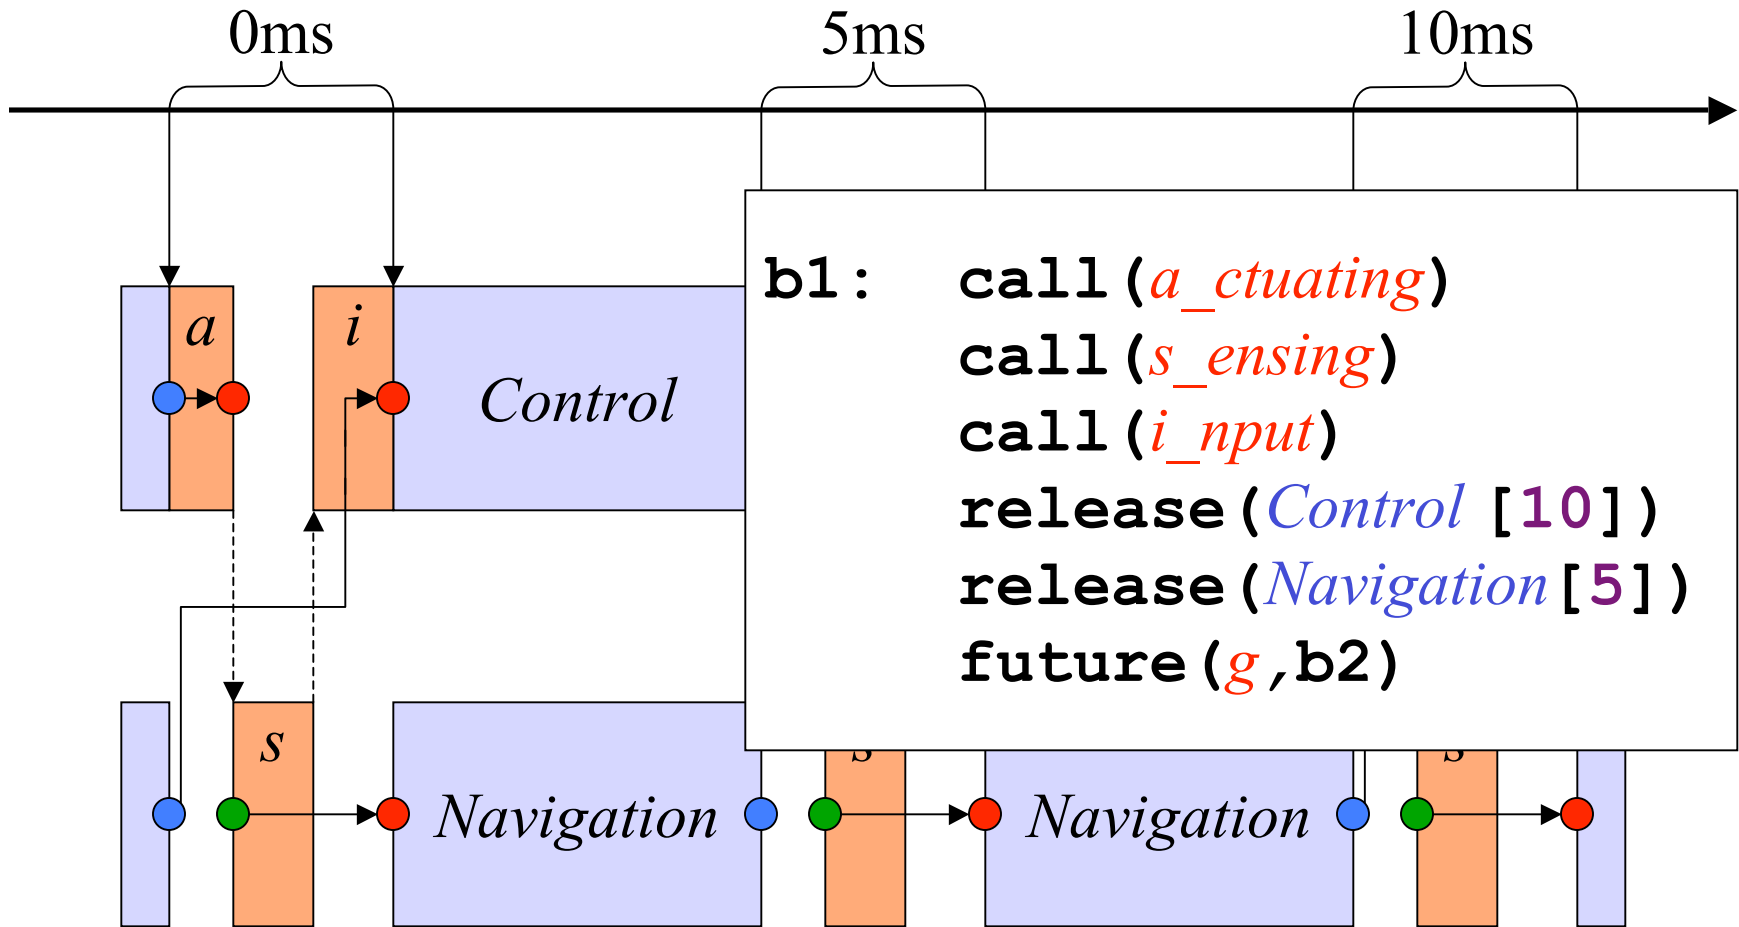 0ms 5ms 10ms
a i
Control
b1: call(a_ctuating)
call(s_ensing)
call(i_nput)
release(Control [10])
release(Navigation[5])
future(g,b2)
s s s
Navigation Navigation